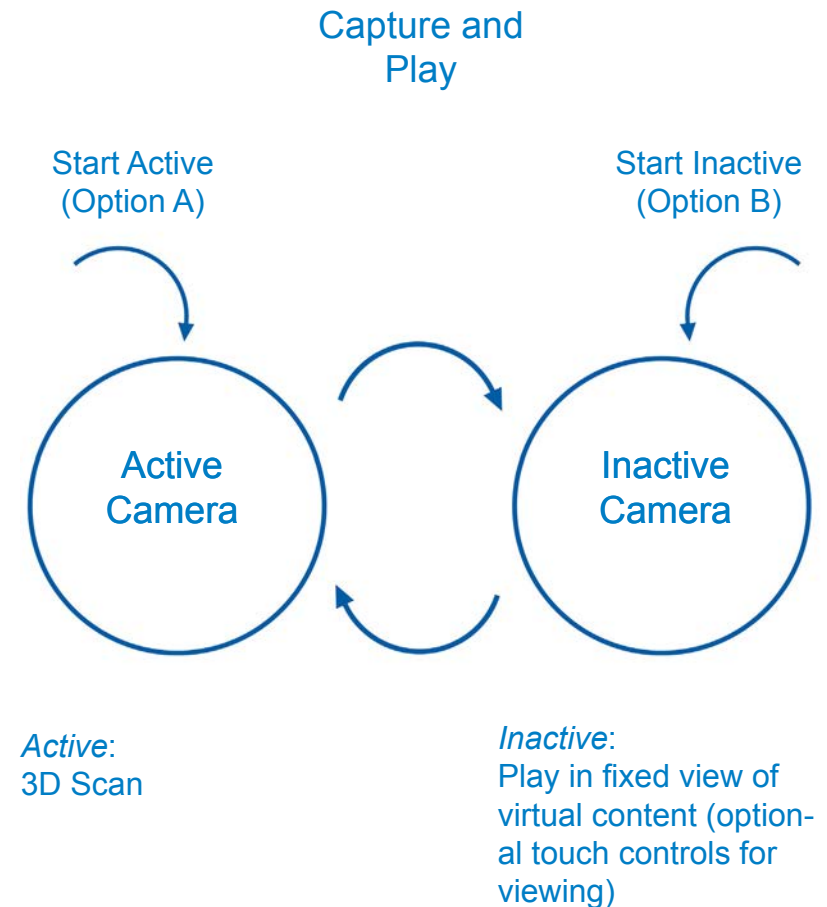 Capture and
Play
Start Active
(Option A)
Start Inactive
(Option B)
Active
Camera
Inactive
Camera
Active:
3D Scan
Inactive:
Play in fixed view of
virtual content (option-
al touch controls for
viewing)